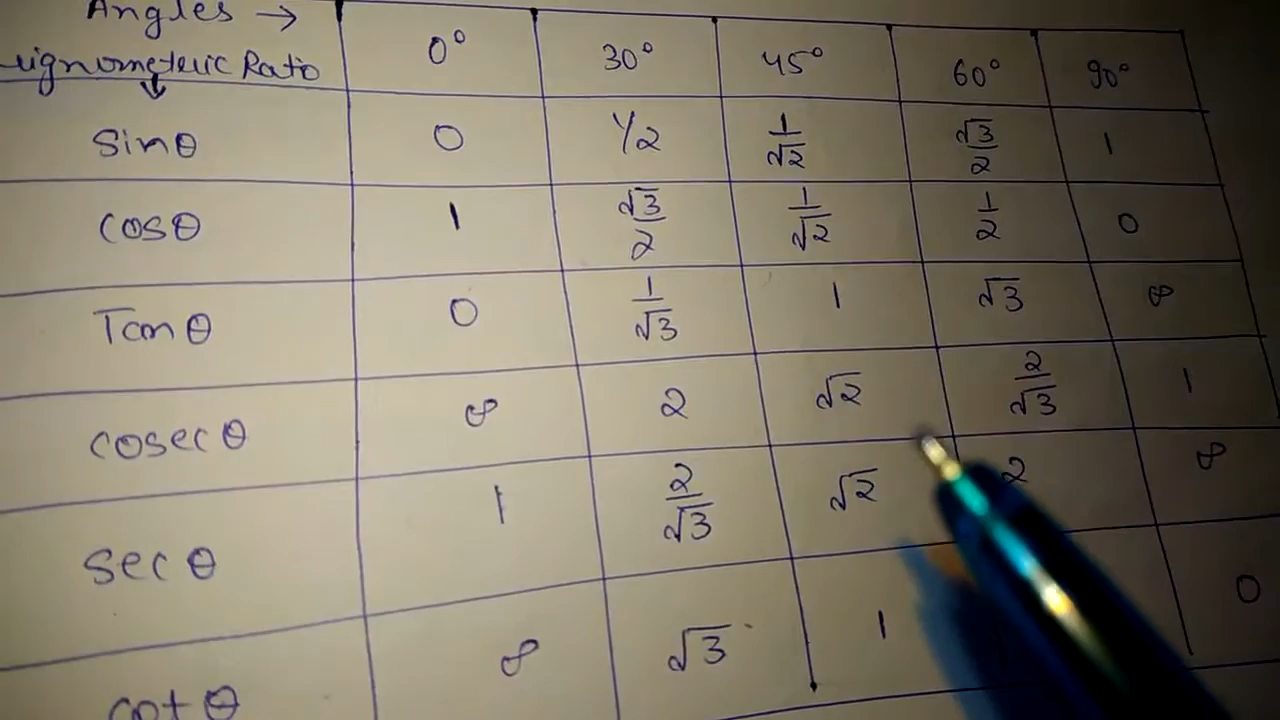 Angles → 0° 30° 45° 60° 90°
rignometeric Ratio
↓
Sinθ 0 1/2 1/√2 √3/2 1
cosθ 1 √3/2 1/√2 1/2 0
Tanθ 0 1/√3 1 √3 ∞
cosecθ ∞ 2 √2 2/√3 1
secθ 1 2/√3 √2 2 ∞
cotθ ∞ √3 1 0